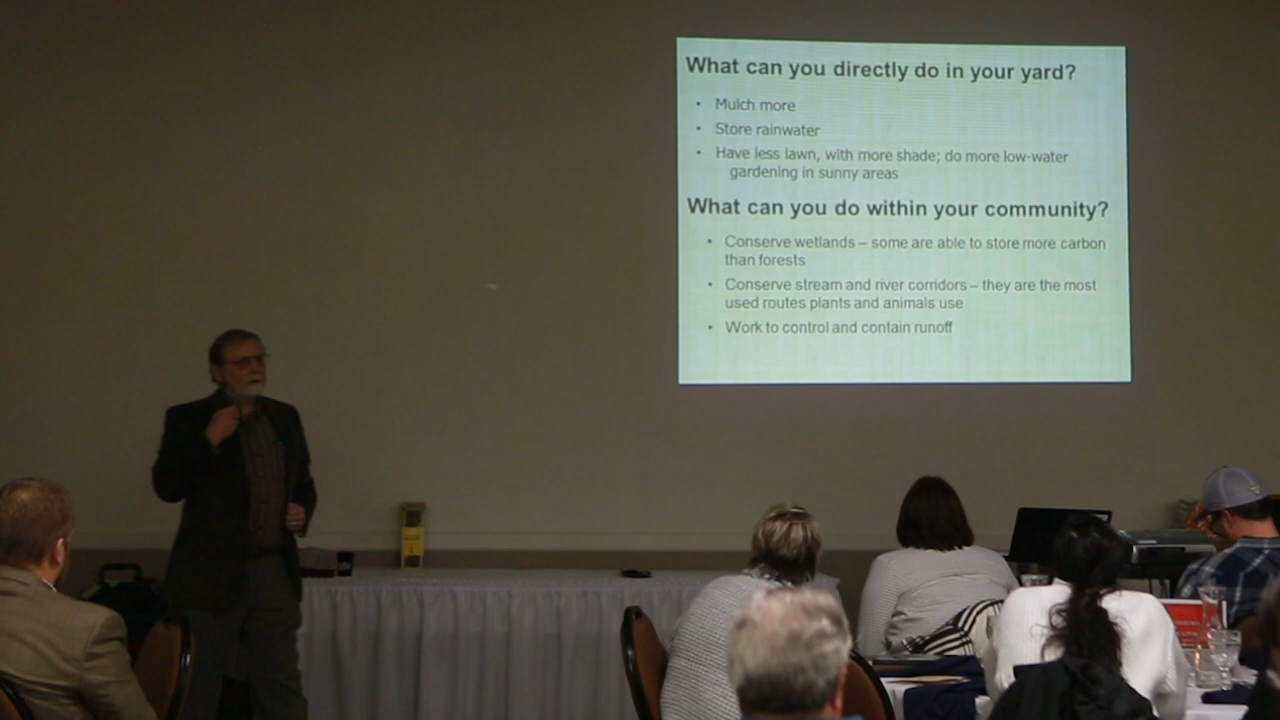 What can you directly do in your yard?
• Mulch more
• Store rainwater
• Have less lawn, with more shade; do more low-water
gardening in sunny areas
What can you do within your community?
• Conserve wetlands – some are able to store more carbon
than forests
• Conserve stream and river corridors – they are the most
used routes plants and animals use
• Work to control and contain runoff